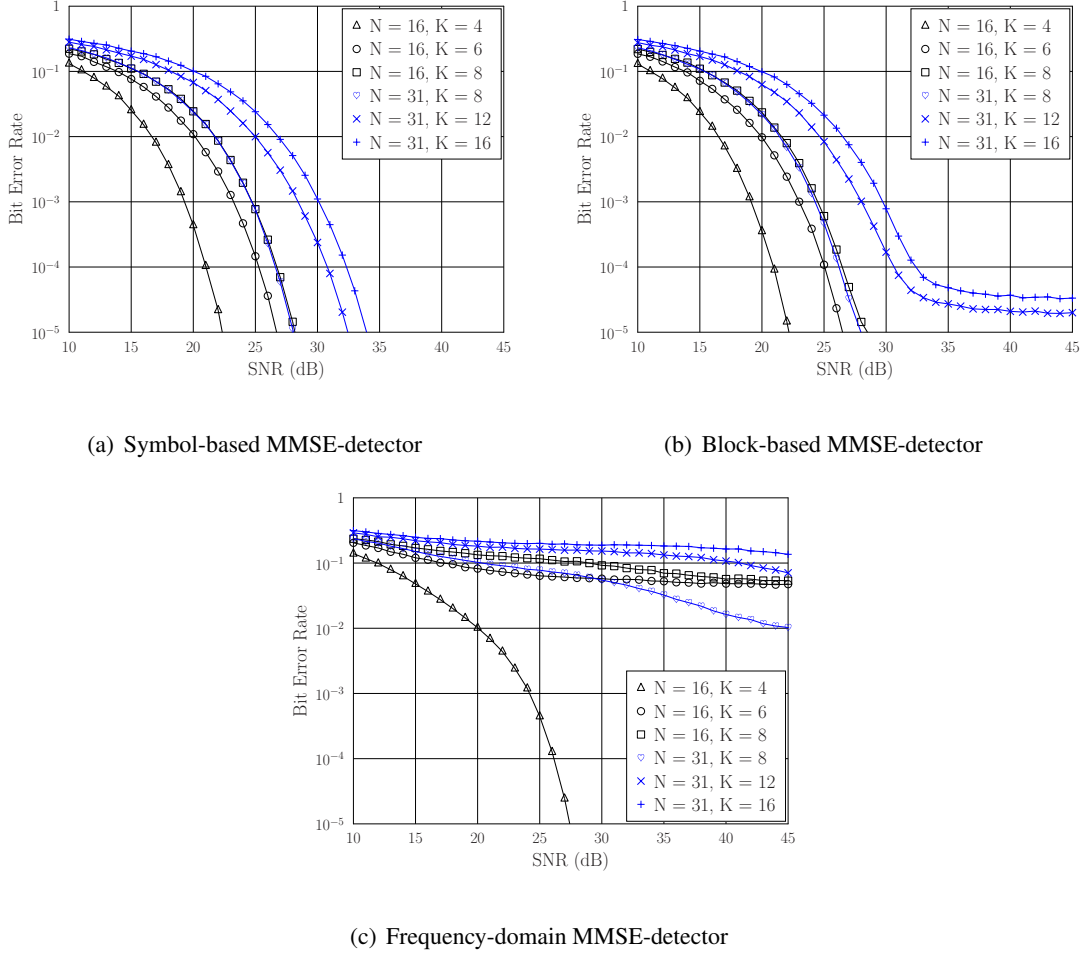 1
10⁻¹
10⁻²
10⁻³
10⁻⁴
10⁻⁵
Bit Error Rate
10 15 20 25 30 35 40 45
SNR (dB)
N = 16, K = 4
N = 16, K = 6
N = 16, K = 8
N = 31, K = 8
N = 31, K = 12
N = 31, K = 16
(a) Symbol-based MMSE-detector
1
10⁻¹
10⁻²
10⁻³
10⁻⁴
10⁻⁵
Bit Error Rate
10 15 20 25 30 35 40 45
SNR (dB)
N = 16, K = 4
N = 16, K = 6
N = 16, K = 8
N = 31, K = 8
N = 31, K = 12
N = 31, K = 16
(b) Block-based MMSE-detector
1
10⁻¹
10⁻²
10⁻³
10⁻⁴
10⁻⁵
Bit Error Rate
10 15 20 25 30 35 40 45
SNR (dB)
N = 16, K = 4
N = 16, K = 6
N = 16, K = 8
N = 31, K = 8
N = 31, K = 12
N = 31, K = 16
(c) Frequency-domain MMSE-detector